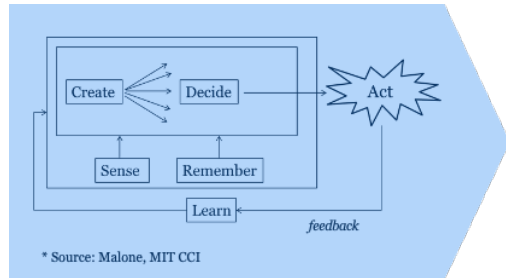 Create
Decide
Act
Sense
Remember
Learn
feedback
* Source: Malone, MIT CCI